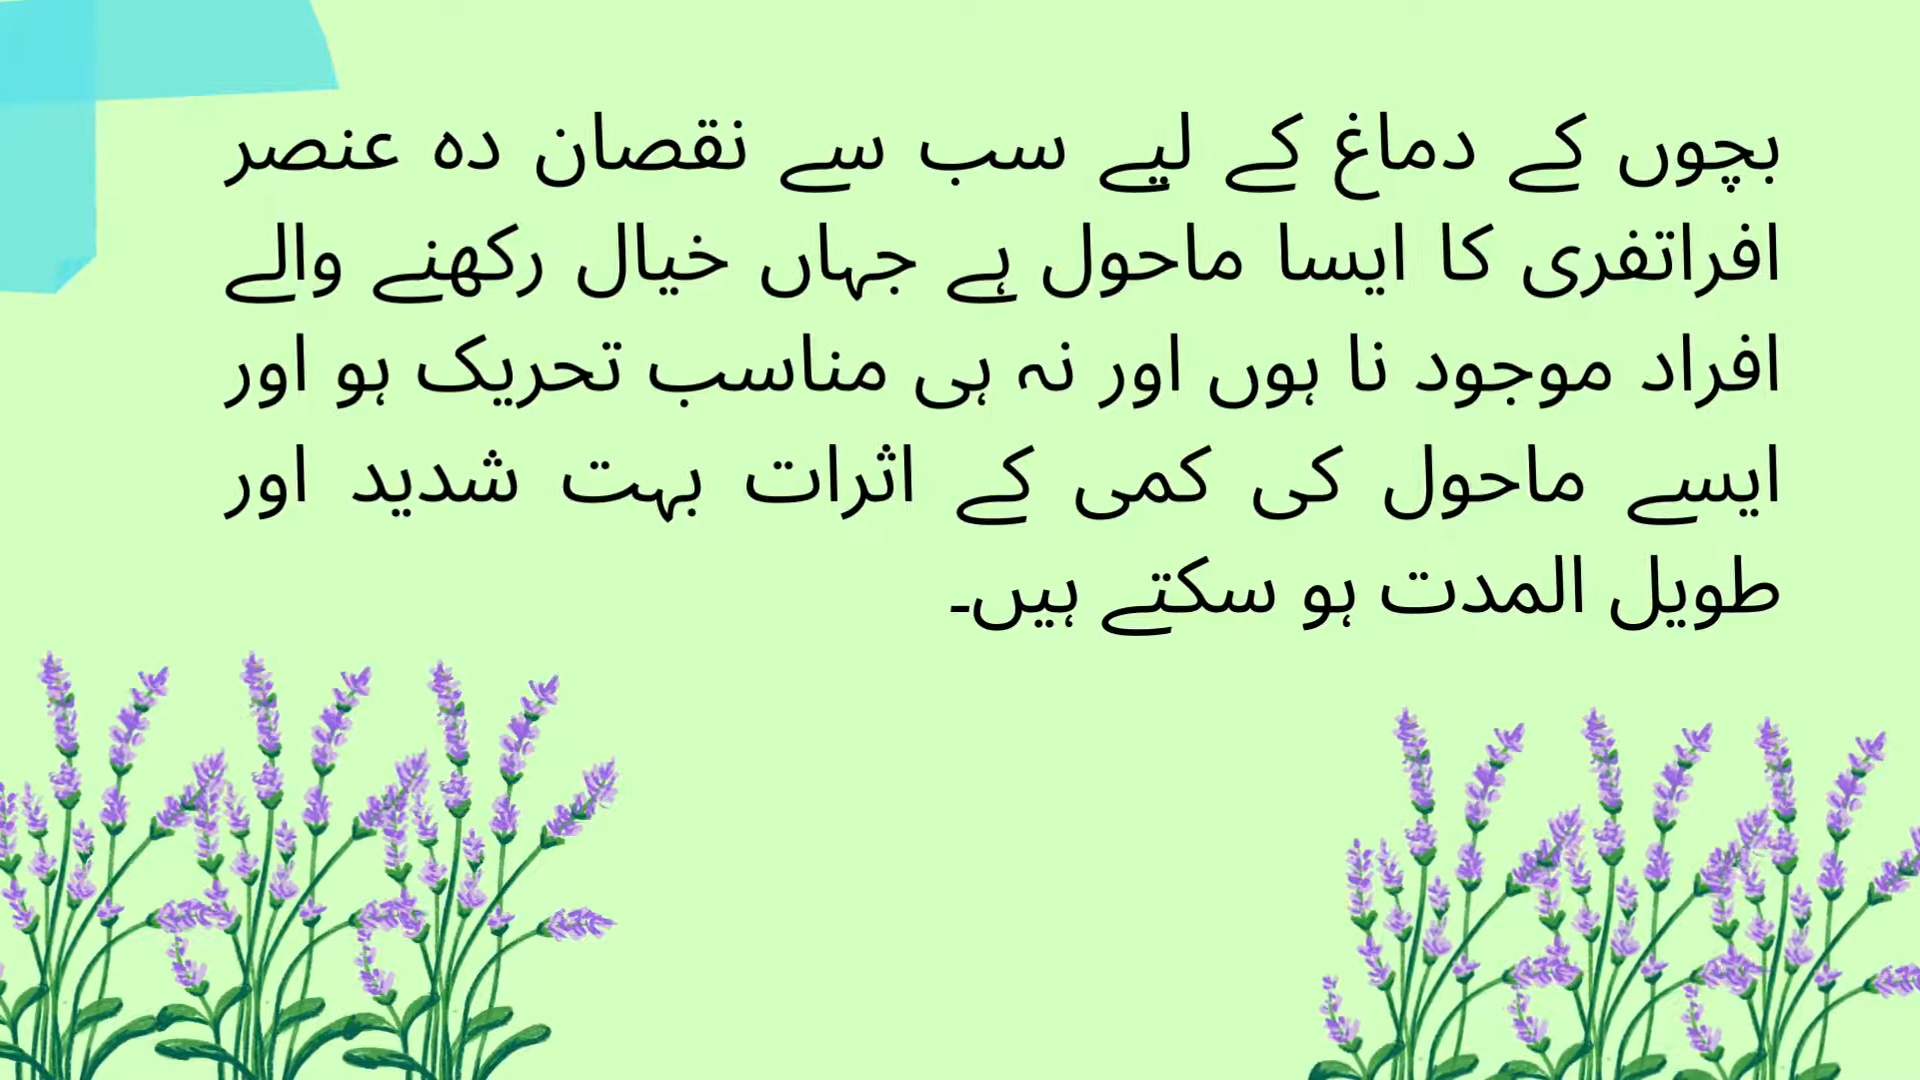 بچوں کے دماغ کے لیے سب سے نقصان دہ عنصر
افراتفری کا ایسا ماحول ہے جہاں خیال رکھنے والے
افراد موجود نا ہوں اور نہ ہی مناسب تحریک ہو اور
ایسے ماحول کی کمی کے اثرات بہت شدید اور
طویل المدت ہو سکتے ہیں۔